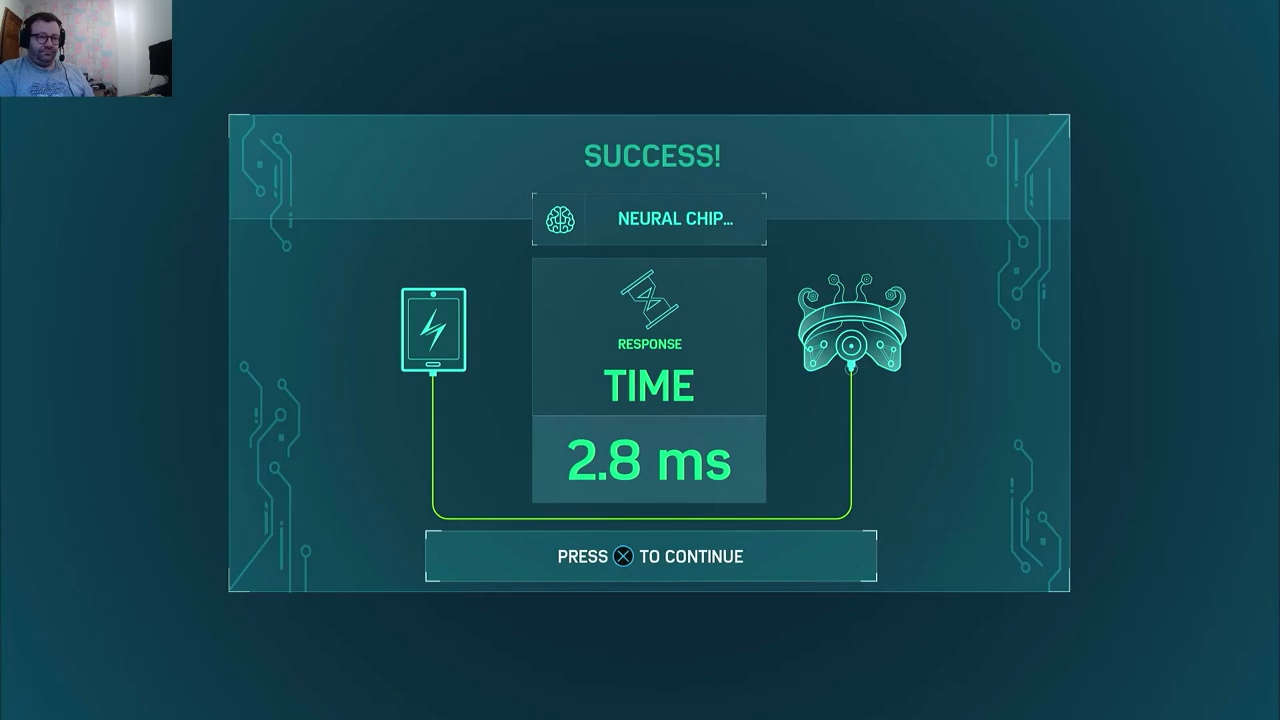 SUCCESS!
NEURAL CHIP...
RESPONSE
TIME
2.8 ms
PRESS TO CONTINUE